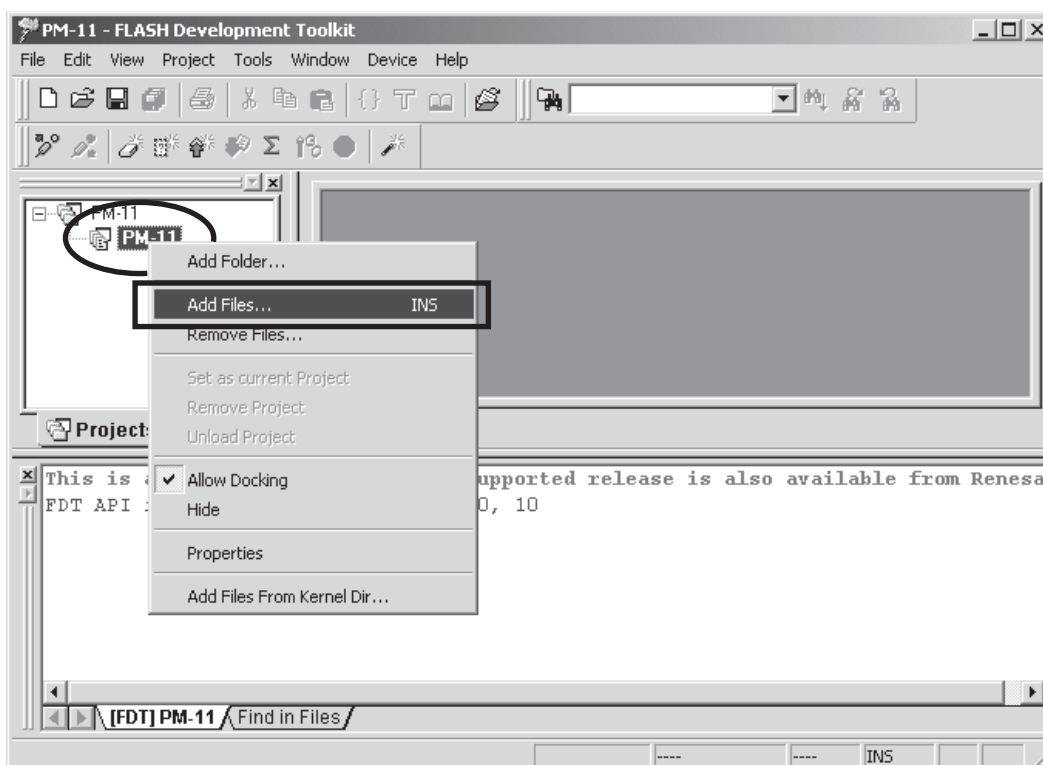 PM-11 - FLASH Development Toolkit
File Edit View Project Tools Window Device Help
PM-11
PM-11
Add Folder...
Add Files... INS
Remove Files...
Set as current Project
Remove Project
Unload Project
Allow Docking
Hide
Properties
Add Files From Kernel Dir...
Project
This is upported release is also available from Renesa
FDT API 0, 10
[FDT] PM-11 Find in Files
---- ---- INS